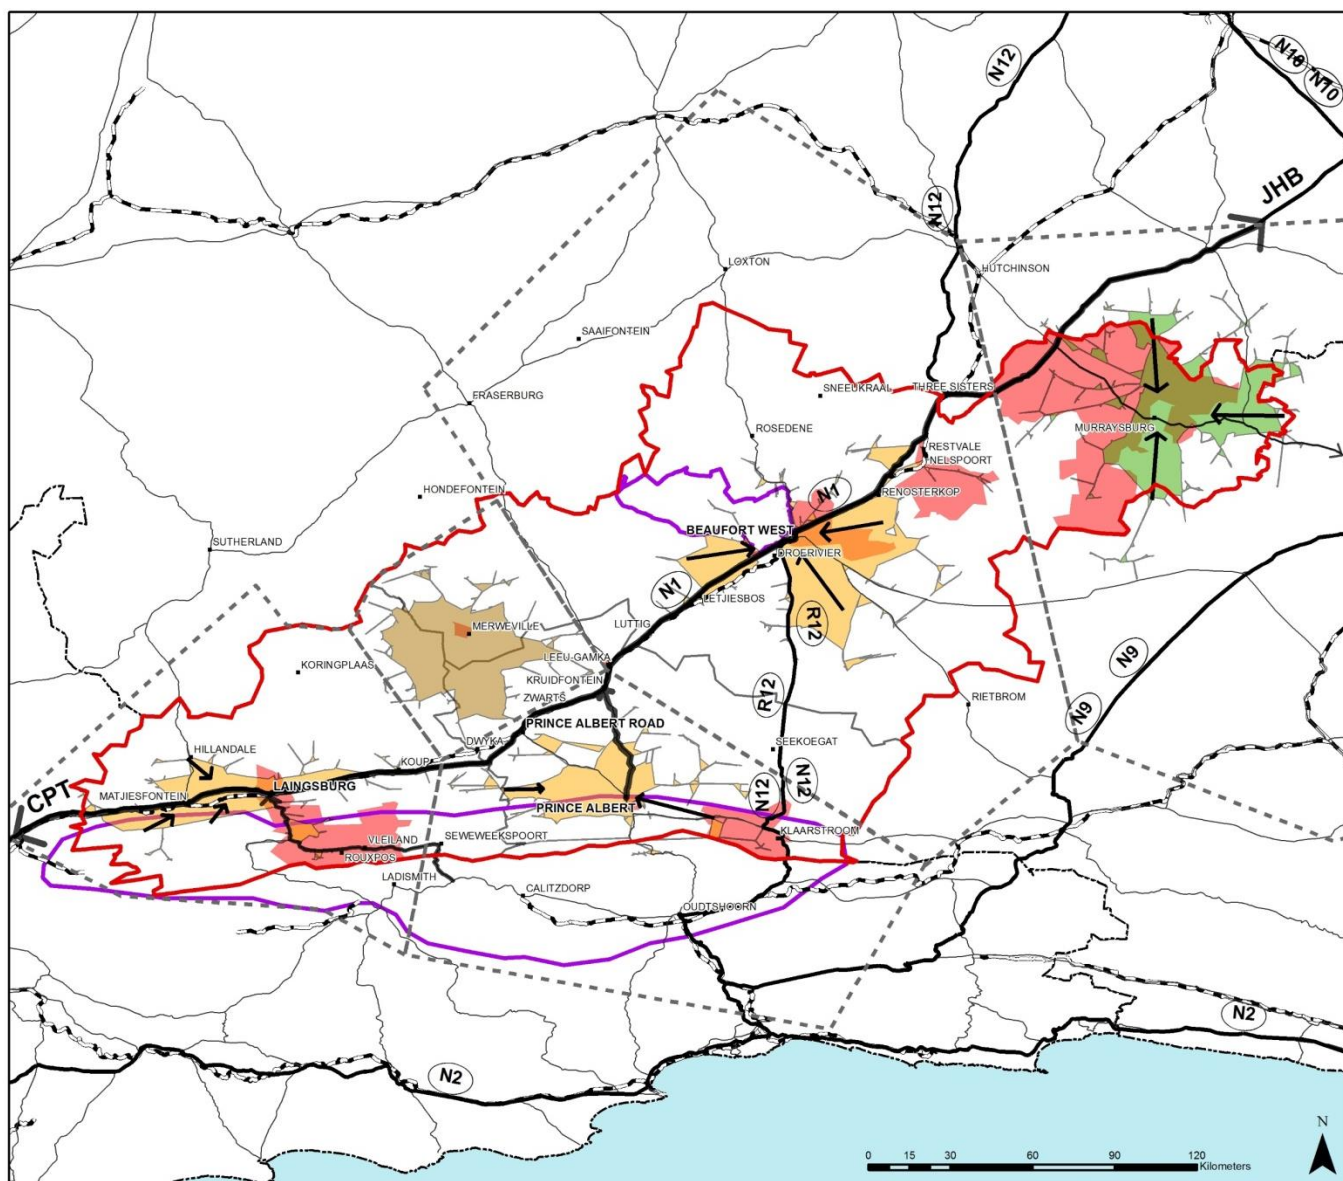 N12
N10
N10
JHB
N12
LOXTON
HUTCHINSON
SAAIFONTEIN
FRASERBURG
SNEEUKRAAL
THREE SISTERS
MURRAYSBURG
ROSEDENE
RESTVALE
NELSPOORT
HONDEFONTEIN
RENOSTERKOP
N1
BEAUFORT WEST
SUTHERLAND
DROERIVIER
N1
LETJIESBOS
R12
MERWEVILLE
LUTTIG
LEEU-GAMKA
KORINGPLAAS
KRUIDFONTEIN
ZWARTS
R12
RIETBROM
N9
N9
PRINCE ALBERT ROAD
HILLANDALE
DWYKA
SEEKOEGAT
KOUP
LAINGSBURG
MATJIESFONTEIN
CPT
PRINCE ALBERT
N12
N12
KLAARSTROOM
VLEILAND
SEWEWEEKSPOORT
ROUXPOS
LADISMITH
CALITZDORP
OUDTSHOORN
N2
N2
N
0 15 30 60 90 120
Kilometers